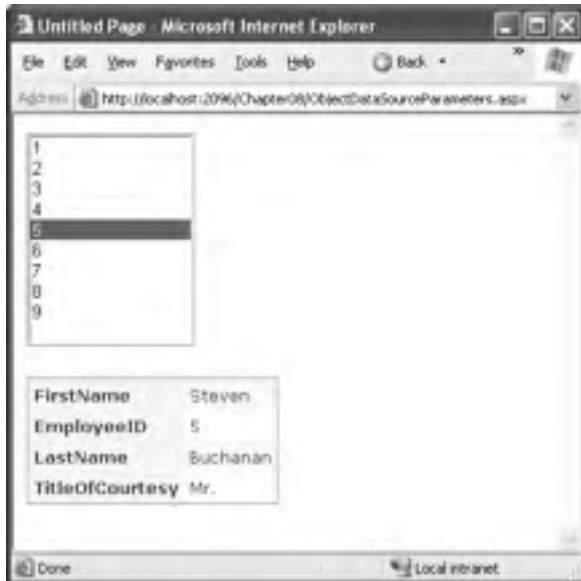 Untitled Page - Microsoft Internet Explorer
File Edit View Favorites Tools Help Back »
Address http://localhost:2096/Chapter08/ObjectDataSourceParameters.aspx
1
2
3
4
5
6
7
8
9
FirstName Steven
EmployeeID 5
LastName Buchanan
TitleOfCourtesy Mr.
Done Local intranet